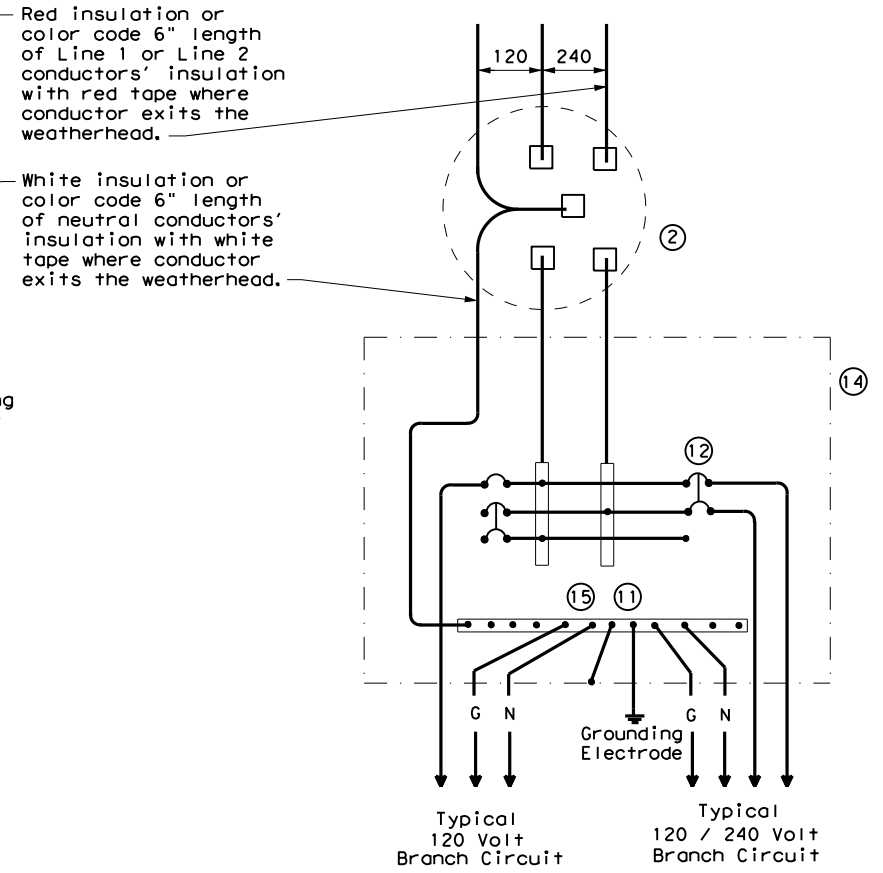 Red insulation or
color code 6" length
of Line 1 or Line 2
conductors' insulation
with red tape where
conductor exits the
weatherhead.
120
240
White insulation or
color code 6" length
of neutral conductors'
insulation with white
tape where conductor
exits the weatherhead.
2
14
12
15
11
G
N
Grounding
Electrode
G
N
Typical
120 Volt
Branch Circuit
Typical
120 / 240 Volt
Branch Circuit